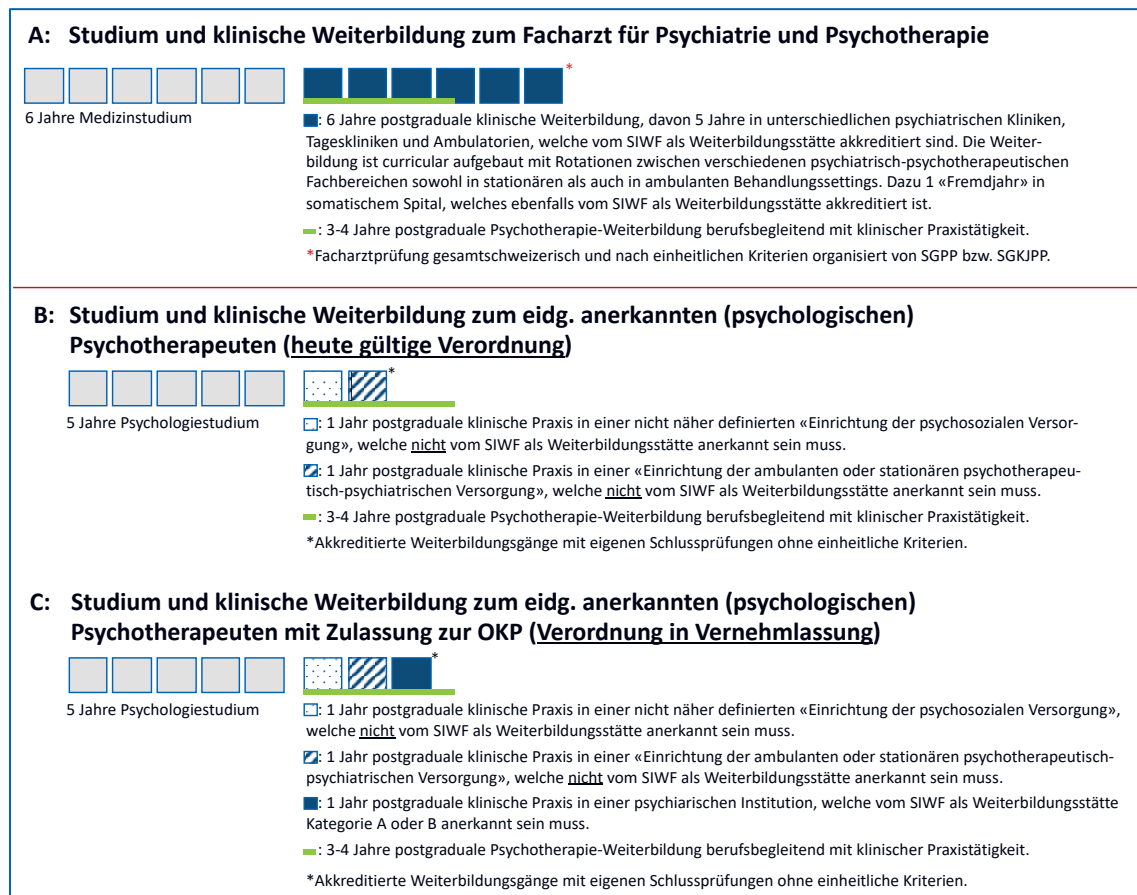 A: Studium und klinische Weiterbildung zum Facharzt für Psychiatrie und Psychotherapie
*
6 Jahre Medizinstudium
: 6 Jahre postgraduale klinische Weiterbildung, davon 5 Jahre in unterschiedlichen psychiatrischen Kliniken,
Tageskliniken und Ambulatorien, welche vom SIWF als Weiterbildungsstätte akkreditiert sind. Die Weiter-
bildung ist curricular aufgebaut mit Rotationen zwischen verschiedenen psychiatrisch-psychotherapeutischen
Fachbereichen sowohl in stationären als auch in ambulanten Behandlungssettings. Dazu 1 «Fremdjahr» in
somatischem Spital, welches ebenfalls vom SIWF als Weiterbildungsstätte akkreditiert ist.
: 3-4 Jahre postgraduale Psychotherapie-Weiterbildung berufsbegleitend mit klinischer Praxistätigkeit.
*Facharztprüfung gesamtschweizerisch und nach einheitlichen Kriterien organisiert von SGPP bzw. SGKJPP.
B: Studium und klinische Weiterbildung zum eidg. anerkannten (psychologischen)
Psychotherapeuten (heute gültige Verordnung)
*
5 Jahre Psychologiestudium
: 1 Jahr postgraduale klinische Praxis in einer nicht näher definierten «Einrichtung der psychosozialen Versor-
gung», welche nicht vom SIWF als Weiterbildungsstätte anerkannt sein muss.
: 1 Jahr postgraduale klinische Praxis in einer «Einrichtung der ambulanten oder stationären psychotherapeu-
tisch-psychiatrischen Versorgung», welche nicht vom SIWF als Weiterbildungsstätte anerkannt sein muss.
: 3-4 Jahre postgraduale Psychotherapie-Weiterbildung berufsbegleitend mit klinischer Praxistätigkeit.
*Akkreditierte Weiterbildungsgänge mit eigenen Schlussprüfungen ohne einheitliche Kriterien.
C: Studium und klinische Weiterbildung zum eidg. anerkannten (psychologischen)
Psychotherapeuten mit Zulassung zur OKP (Verordnung in Vernehmlassung)
*
5 Jahre Psychologiestudium
: 1 Jahr postgraduale klinische Praxis in einer nicht näher definierten «Einrichtung der psychosozialen Versorgung»,
welche nicht vom SIWF als Weiterbildungsstätte anerkannt sein muss.
: 1 Jahr postgraduale klinische Praxis in einer «Einrichtung der ambulanten oder stationären psychotherapeutisch-
psychiatrischen Versorgung», welche nicht vom SIWF als Weiterbildungsstätte anerkannt sein muss.
: 1 Jahr postgraduale klinische Praxis in einer psychiarischen Institution, welche vom SIWF als Weiterbildungsstätte
Kategorie A oder B anerkannt sein muss.
: 3-4 Jahre postgraduale Psychotherapie-Weiterbildung berufsbegleitend mit klinischer Praxistätigkeit.
*Akkreditierte Weiterbildungsgänge mit eigenen Schlussprüfungen ohne einheitliche Kriterien.